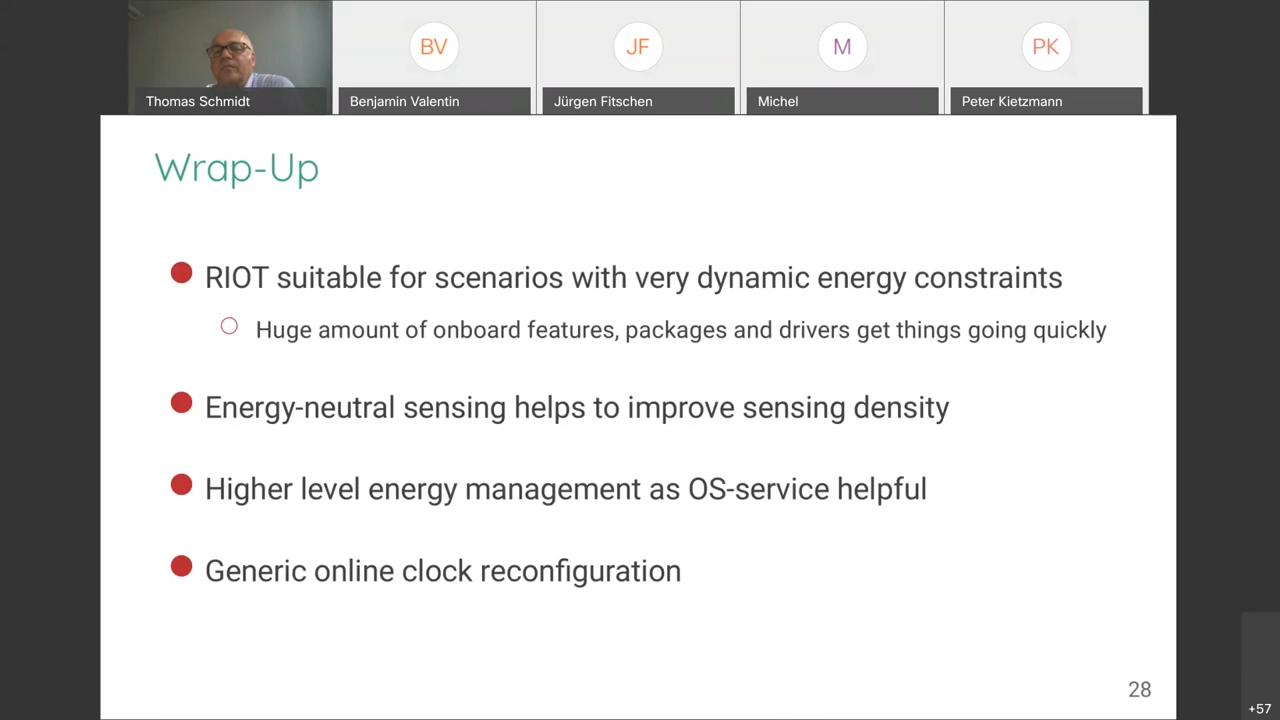 BV
JF
M
PK
Thomas Schmidt
Benjamin Valentin
Jürgen Fitschen
Michel
Peter Kietzmann
Wrap-Up
RIOT suitable for scenarios with very dynamic energy constraints
Huge amount of onboard features, packages and drivers get things going quickly
Energy-neutral sensing helps to improve sensing density
Higher level energy management as OS-service helpful
Generic online clock reconfiguration
28
+57